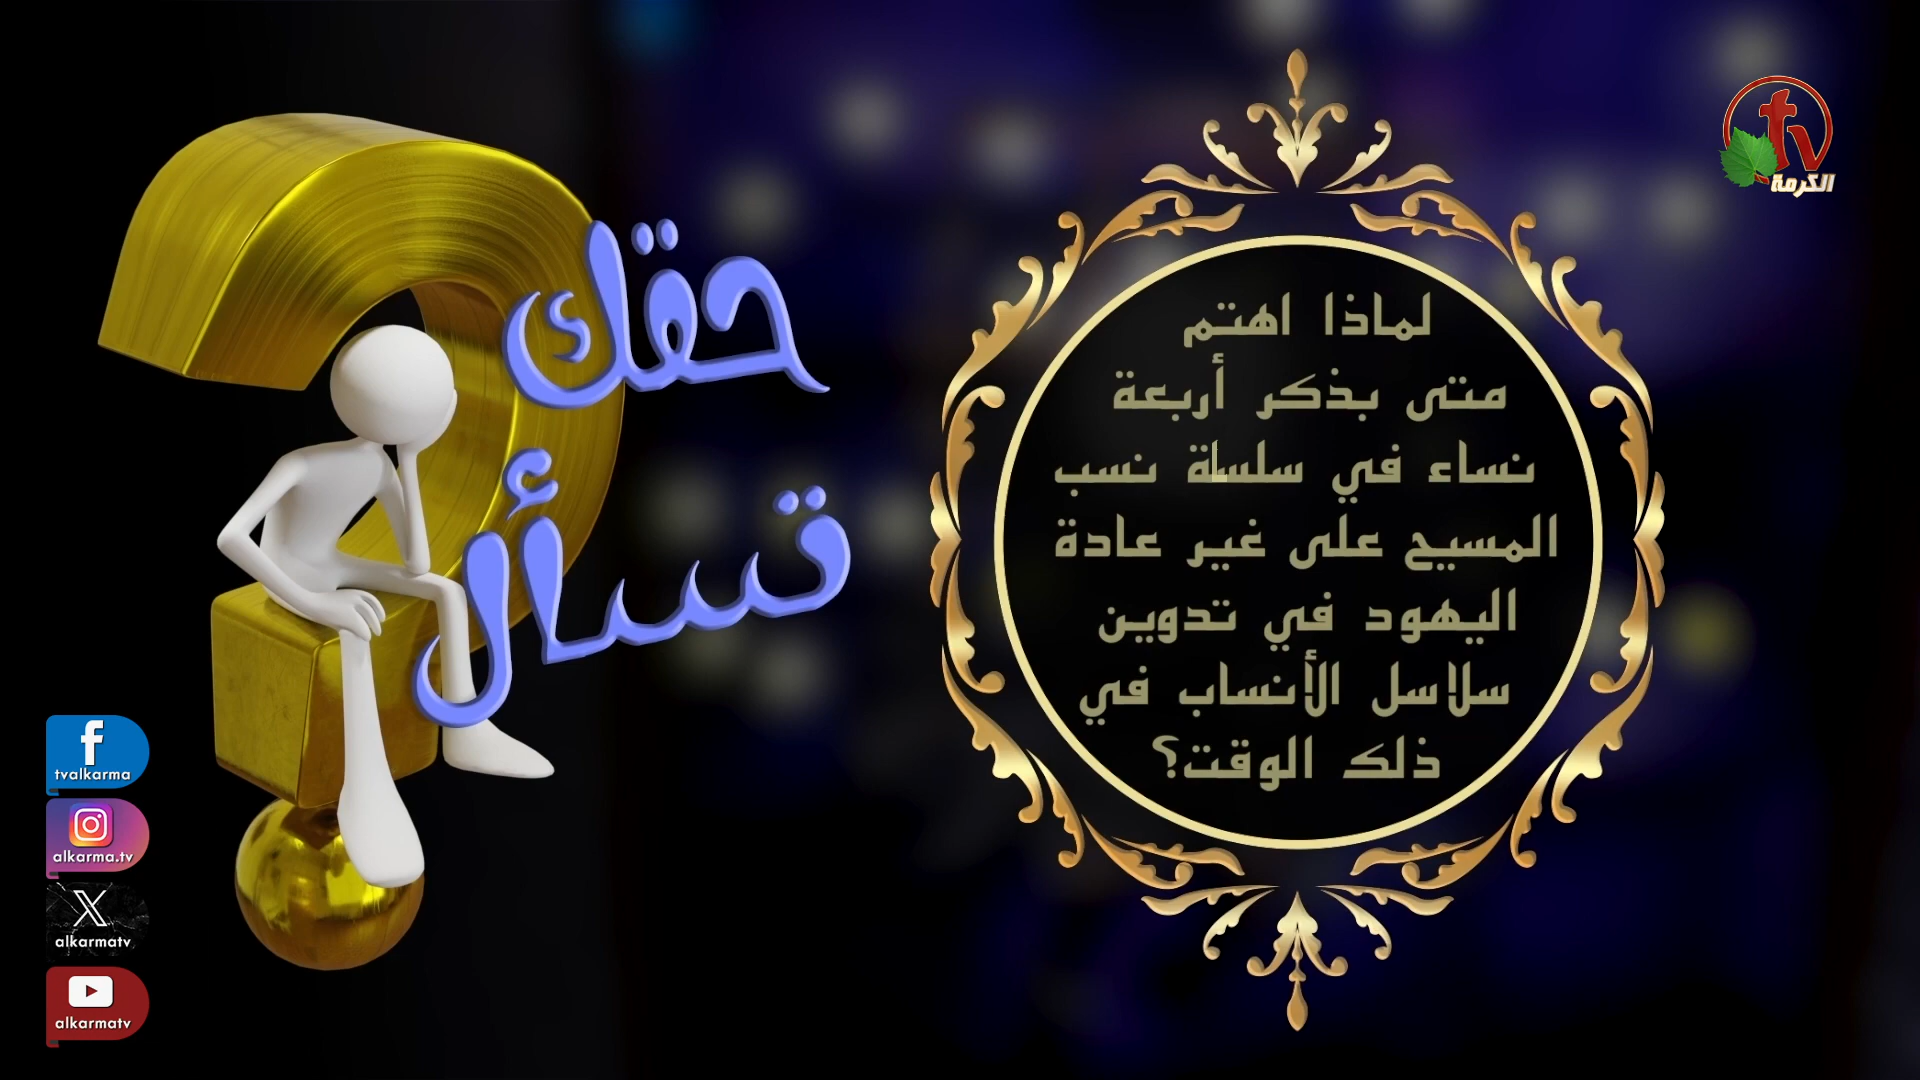 حقك
تسأل
لماذا اهتم
متى بذكر أربعة
نساء في سلسلة نسب
المسيح على غير عادة
اليهود في تدوين
سلاسل الأنساب في
ذلك الوقت؟
tv
الكرمة
tvalkarma
alkarma.tv
alkarmatv
alkarmatv